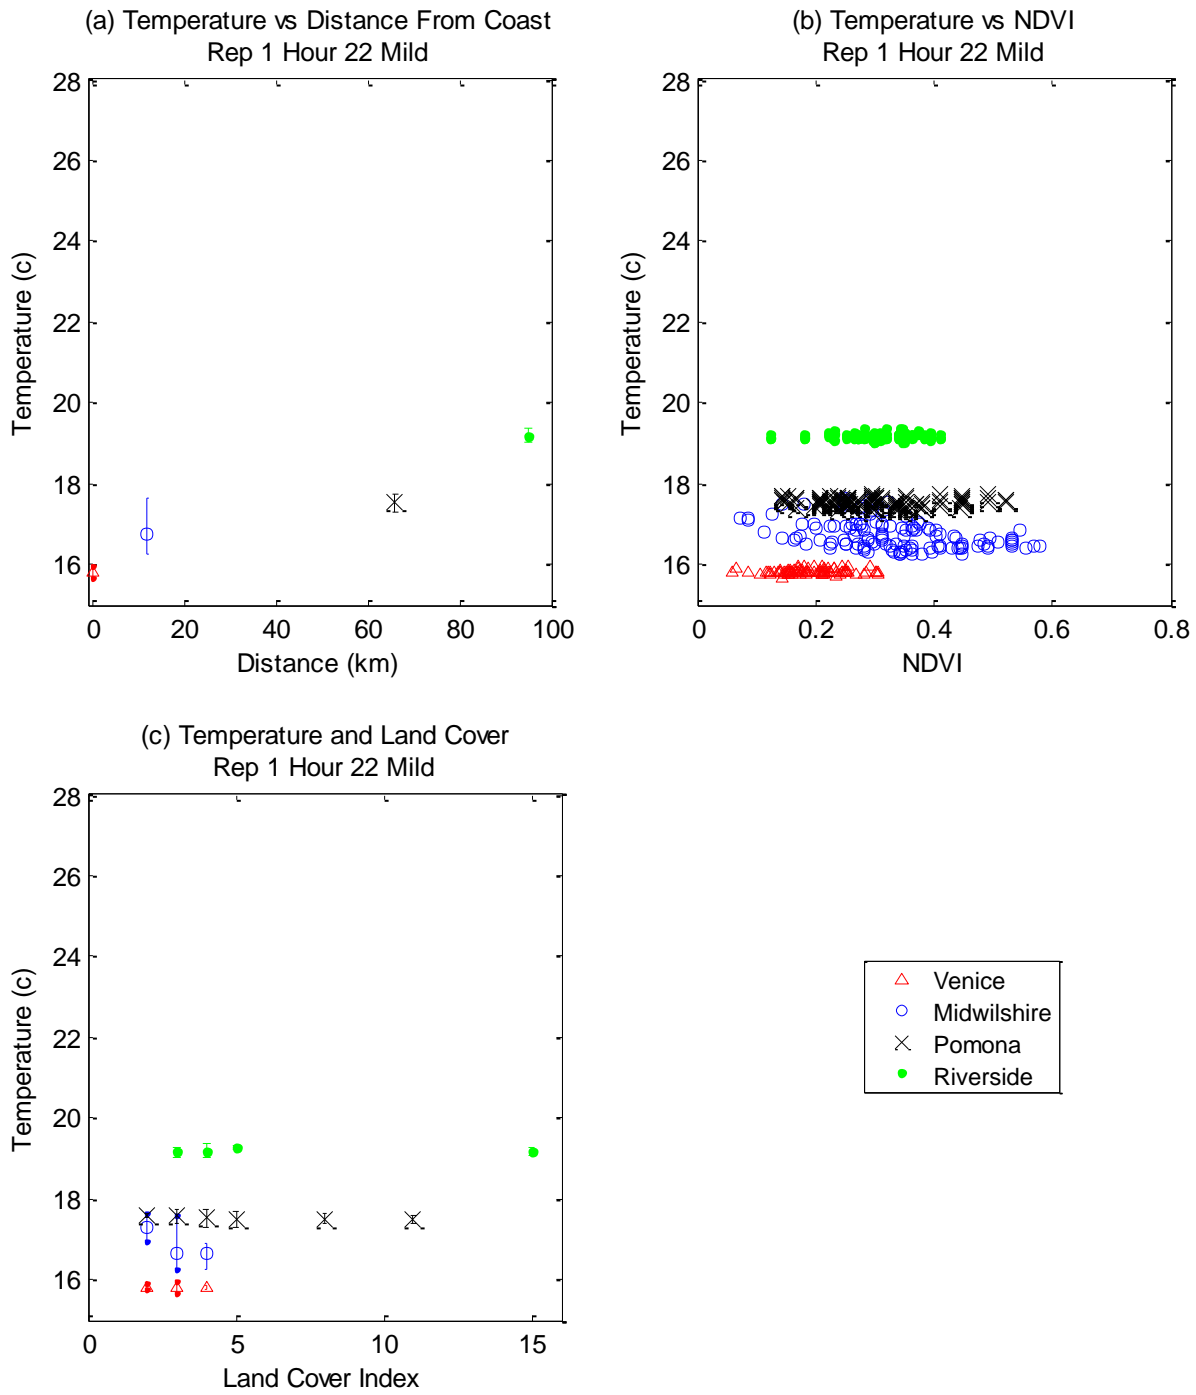 (a) Temperature vs Distance From Coast
Rep 1 Hour 22 Mild
28
26
24
22
20
18
16
Temperature (c)
0 20 40 60 80 100
Distance (km)
(b) Temperature vs NDVI
Rep 1 Hour 22 Mild
28
26
24
22
20
18
16
Temperature (c)
0 0.2 0.4 0.6 0.8
NDVI
(c) Temperature and Land Cover
Rep 1 Hour 22 Mild
28
26
24
22
20
18
16
Temperature (c)
0 5 10 15
Land Cover Index
Venice
Midwilshire
Pomona
Riverside